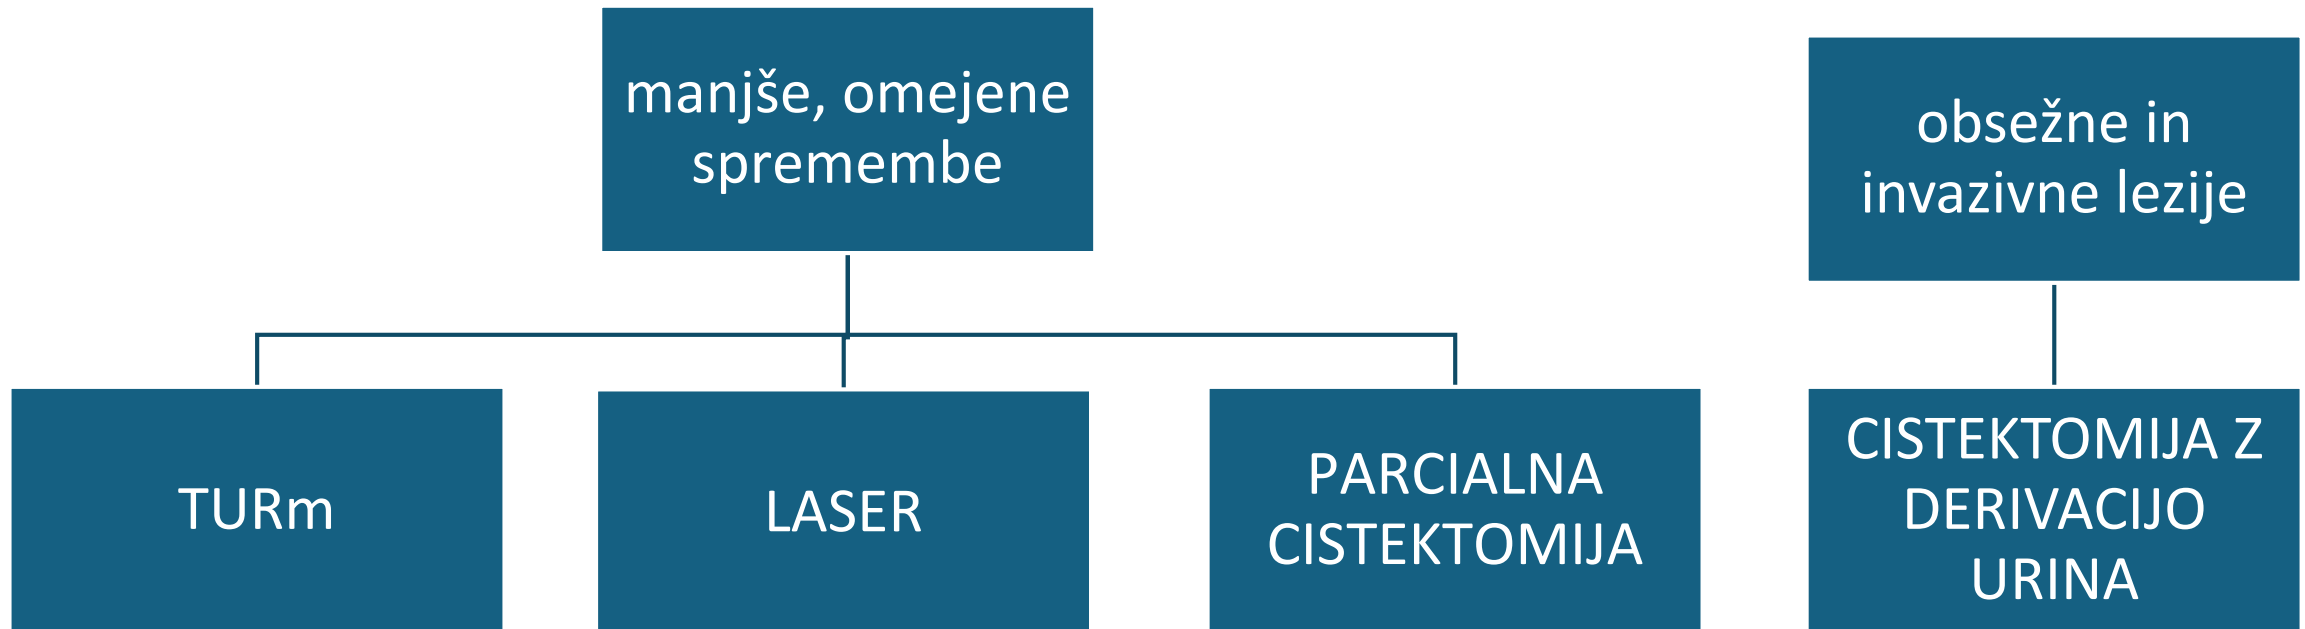 manjše, omejene
spremembe
obsežne in
invazivne lezije
TURm
LASER
PARCIALNA
CISTEKTOMIJA
CISTEKTOMIJA Z
DERIVACIJO
URINA